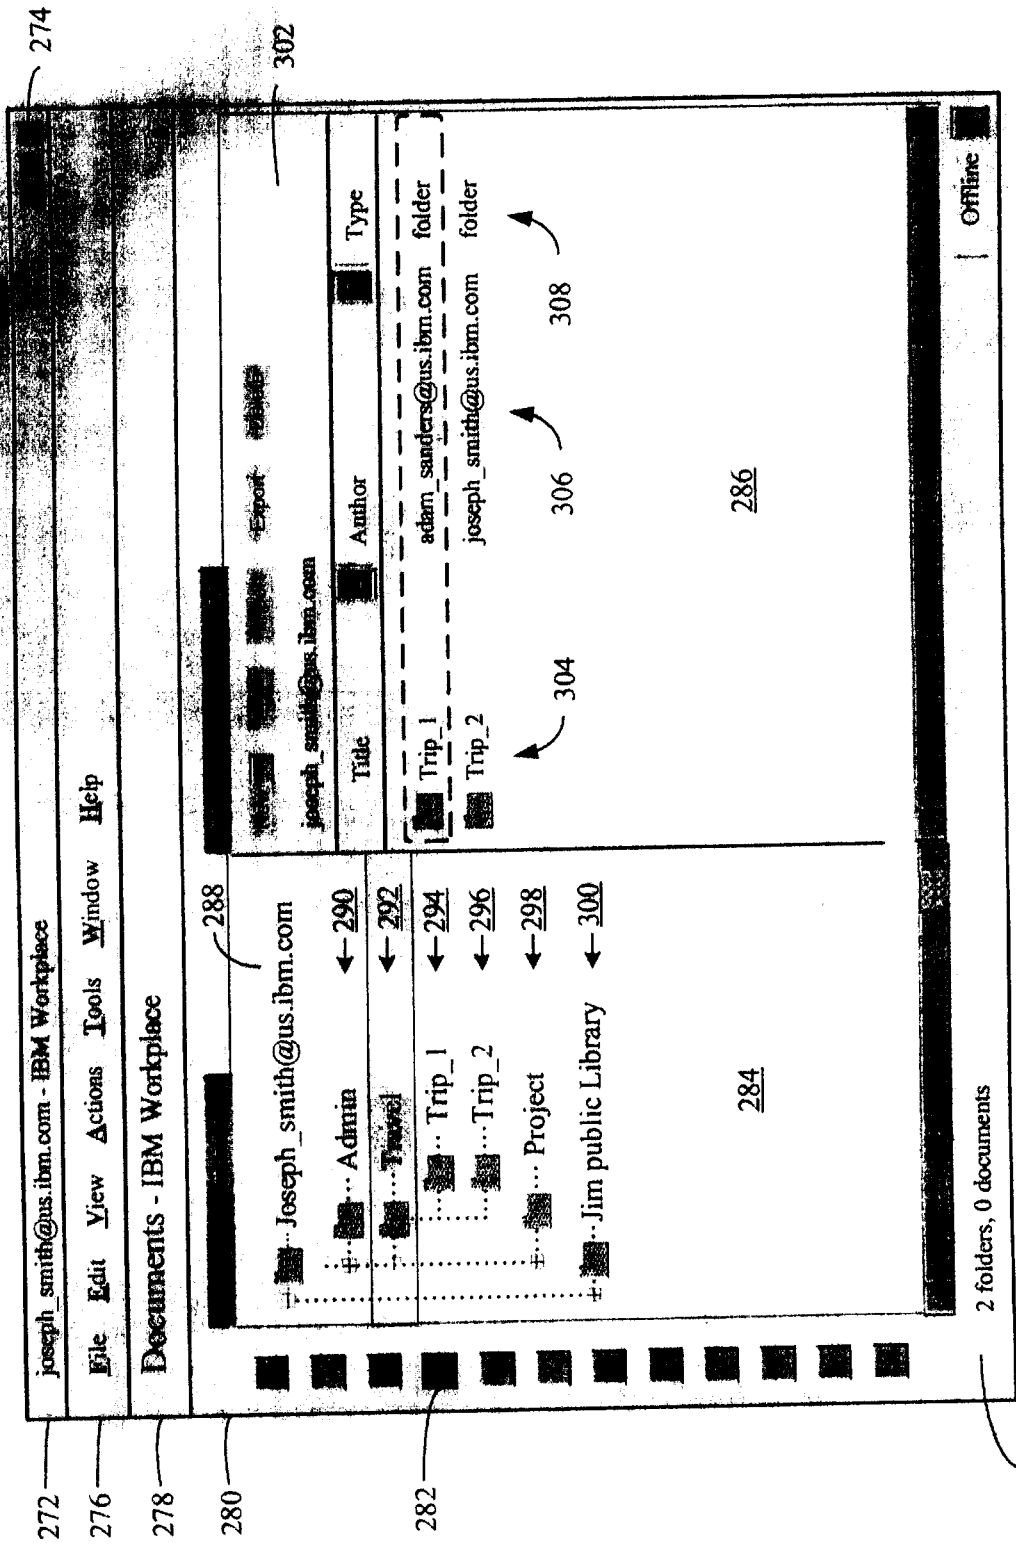 272
joseph_smith@us.ibm.com - IBM Workplace
274
276
File Edit View Actions Tools Window Help
278
Documents - IBM Workplace
280
288
302
Export
Joseph_smith@us.ibm.com
joseph_smith@us.ibm.com
Admin
290
Title Author Type
Travel
292
282
Trip_1
294
Trip_1 adam_sanders@us.ibm.com folder
Trip_2
296
Trip_2 joseph_smith@us.ibm.com folder
Project
298
Jim public Library
300
304
306
308
284
286
2 folders, 0 documents
Offline